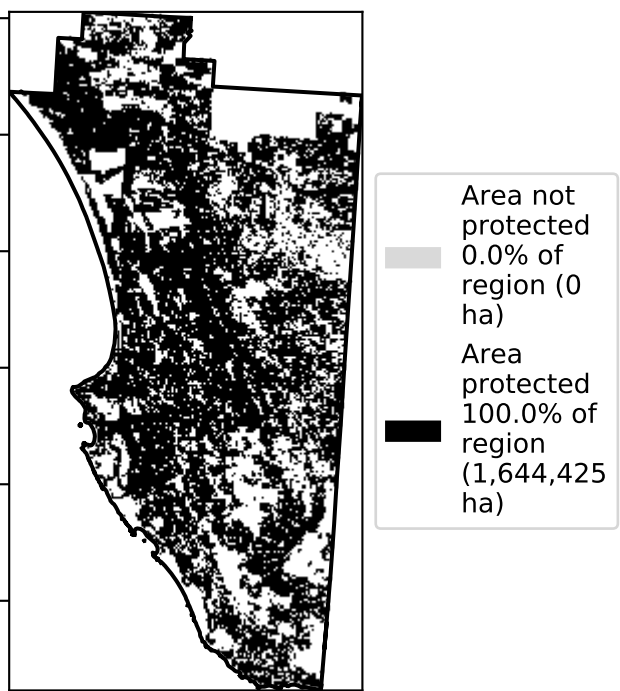 Area not
protected
0.0% of
region (0
ha)
Area
protected
100.0% of
region
(1,644,425
ha)